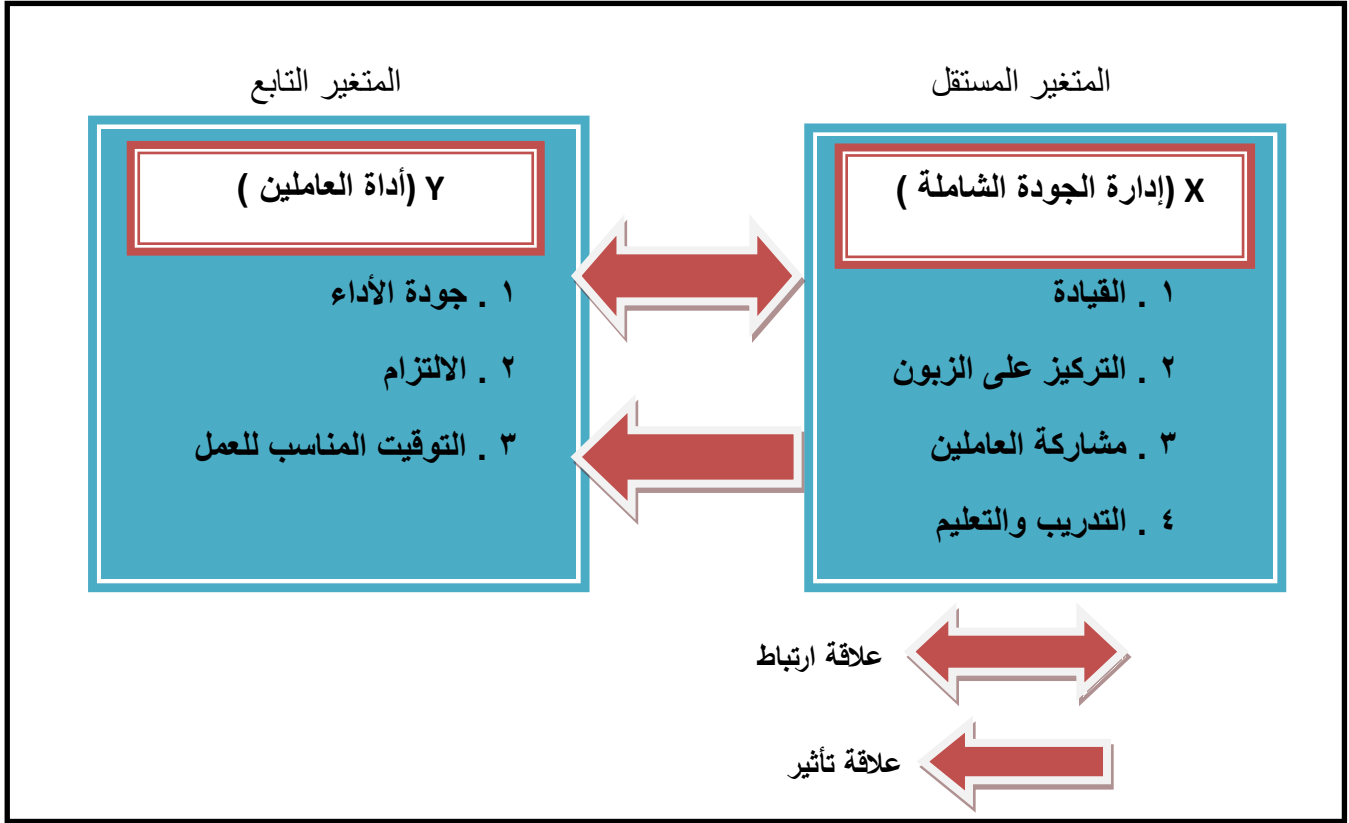 المتغير المستقل
X (إدارة الجودة الشاملة )
١ . القيادة
٢ . التركيز على الزبون
٣ . مشاركة العاملين
٤ . التدريب والتعليم
المتغير التابع
Y (أداة العاملين )
١ . جودة الأداء
٢ . الالتزام
٣ . التوقيت المناسب للعمل
علاقة ارتباط
علاقة تأثير